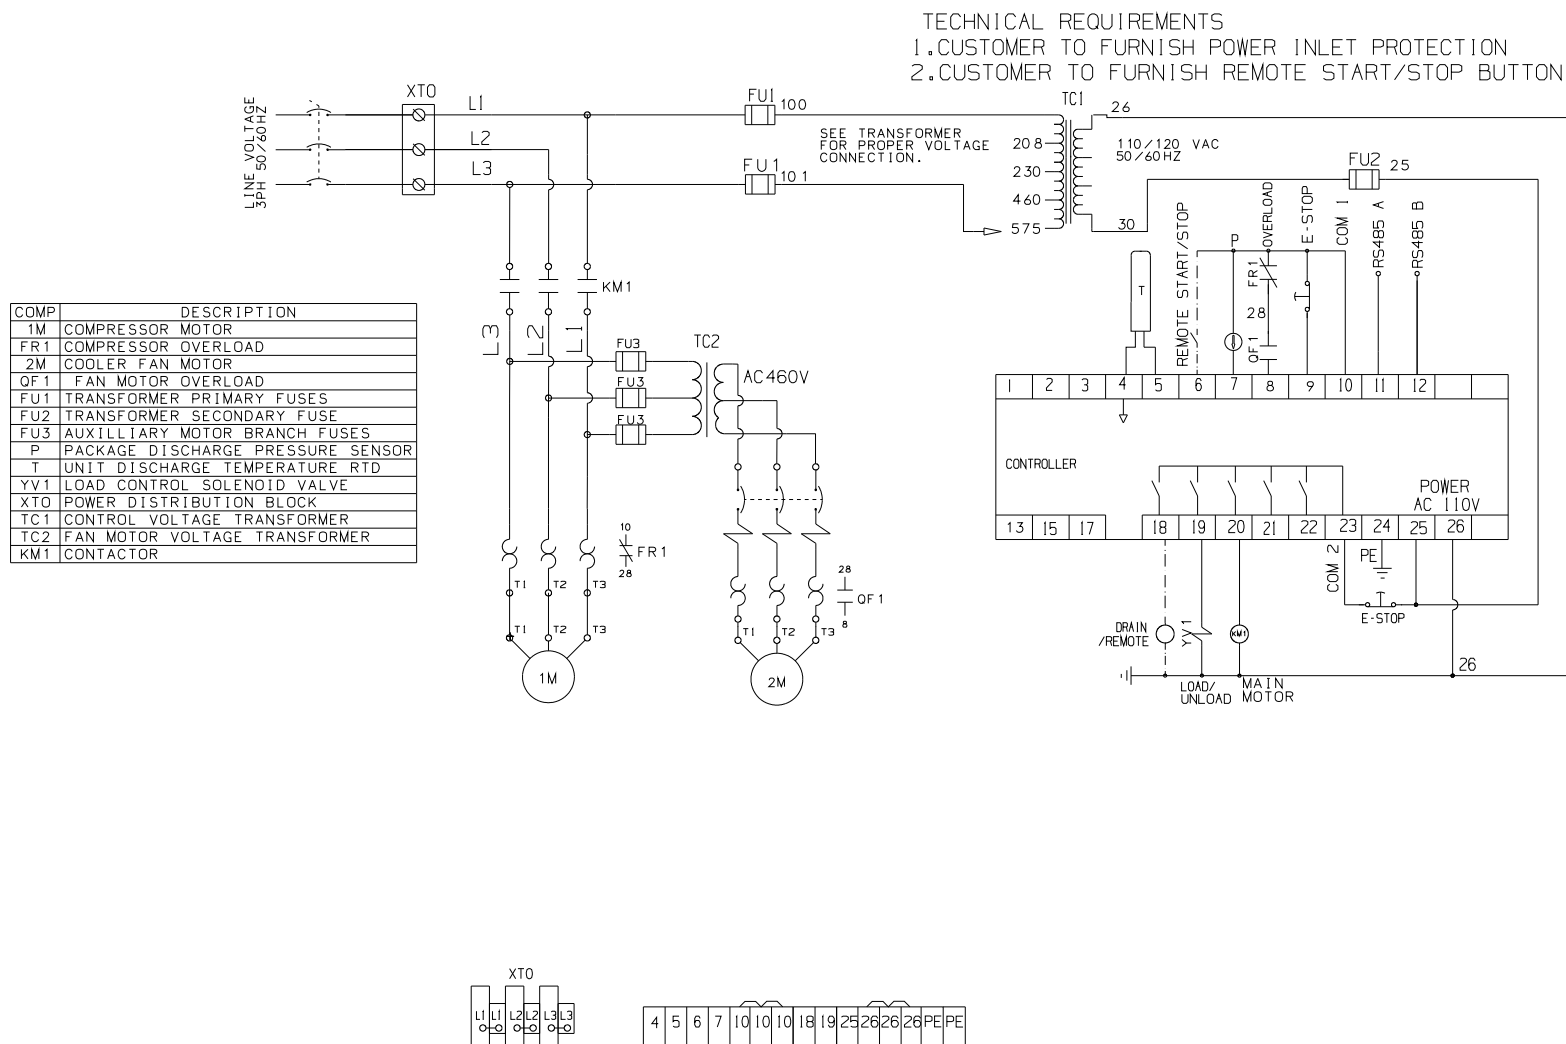 TECHNICAL REQUIREMENTS
1.CUSTOMER TO FURNISH POWER INLET PROTECTION
2.CUSTOMER TO FURNISH REMOTE START/STOP BUTTON
LINE VOLTAGE
3PH 50/60HZ
XTO
L1
L2
L3
FU1 100
FU1 101
SEE TRANSFORMER
FOR PROPER VOLTAGE
CONNECTION.
TC1
208
230
460
575
26
110/120 VAC
50/60HZ
30
FU2 25
KM1
L3
L2
L1
FU3
FU3
FU3
TC2
AC460V
COMP DESCRIPTION
1M COMPRESSOR MOTOR
FR1 COMPRESSOR OVERLOAD
2M COOLER FAN MOTOR
QF1 FAN MOTOR OVERLOAD
FU1 TRANSFORMER PRIMARY FUSES
FU2 TRANSFORMER SECONDARY FUSE
FU3 AUXILLIARY MOTOR BRANCH FUSES
P PACKAGE DISCHARGE PRESSURE SENSOR
T UNIT DISCHARGE TEMPERATURE RTD
YV1 LOAD CONTROL SOLENOID VALVE
XTO POWER DISTRIBUTION BLOCK
TC1 CONTROL VOLTAGE TRANSFORMER
TC2 FAN MOTOR VOLTAGE TRANSFORMER
KM1 CONTACTOR
10
FR1
28
T1 T2 T3
T1 T2 T3
1M
28
QF1
8
T1 T2 T3
2M
T
REMOTE START/STOP
P
OVERLOAD
FR1
28
QF1
E-STOP
COM 1
RS485 A
RS485 B
1 2 3 4 5 6 7 8 9 10 11 12
CONTROLLER
POWER
AC 110V
13 15 17 18 19 20 21 22 23 24 25 26
COM 2
PE
E-STOP
DRAIN
/REMOTE
YV1
KM1
26
LOAD/
UNLOAD
MAIN
MOTOR
XTO
L1 L1 L2 L2 L3 L3
4 5 6 7 10 10 10 18 19 25 26 26 26 PE PE